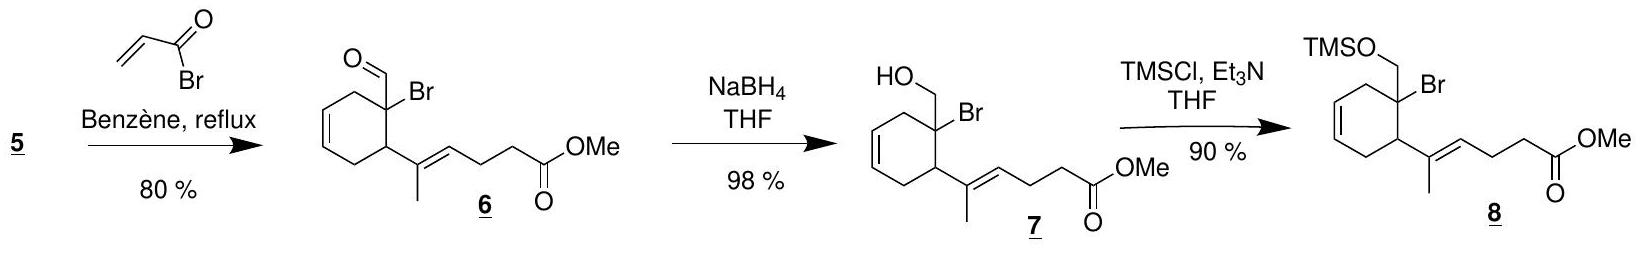 O
Br
5
Benzène, reflux
80 %
O
Br
OMe
O
6
NaBH4
THF
98 %
HO
Br
OMe
O
7
TMSCl, Et3N
THF
90 %
TMSO
Br
OMe
O
8